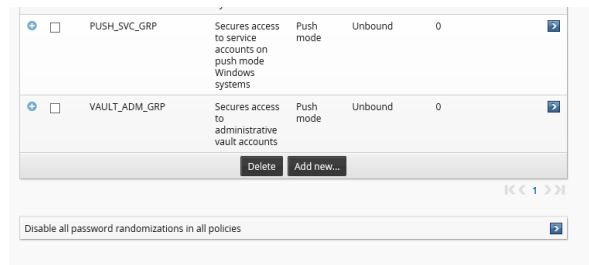 PUSH_SVC_GRP Secures access Push Unbound 0
to service mode
accounts on
push mode
Windows
systems
VAULT_ADM_GRP Secures access Push Unbound 0
to mode
administrative
vault accounts
Delete Add new...
1
Disable all password randomizations in all policies